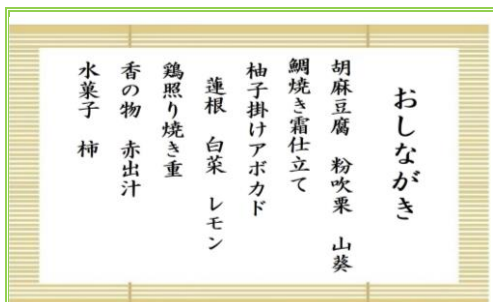 おしながき
胡麻豆腐　粉吹栗　山葵
鯛焼き霜仕立て
柚子掛けアボカド
蓮根　白菜　レモン
鶏照り焼き重
香の物　赤出汁
水菓子　柿